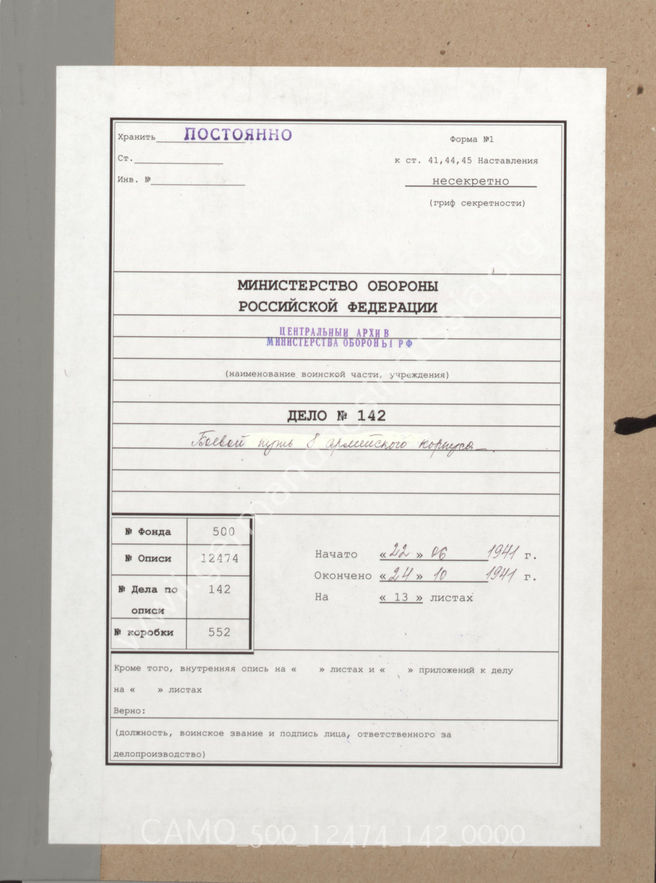 Хранить ПОСТОЯННО
Форма №1
Ст.
к ст. 41,44,45 Наставления
Инв. №
несекретно
(гриф секретности)
МИНИСТЕРСТВО ОБОРОНЫ
РОССИЙСКОЙ ФЕДЕРАЦИИ
ЦЕНТРАЛЬНЫЙ АРХИВ
МИНИСТЕРСТВА ОБОРОНЫ РФ
(наименование воинской части, учреждения)
ДЕЛО № 142
Боевой путь 8 армейского корпуса.
№ Фонда 500
№ Описи 12474
№ Дела по описи 142
№ коробки 552
Начато «22» 06 1941 г.
Окончено «24» 10 1941 г.
На « 13 » листах
Кроме того, внутренняя опись на « » листах и « » приложений к делу
на « » листах
Верно:
(должность, воинское звание и подпись лица, ответственного за
делопроизводство)
CAMO_500_12474_142_0000